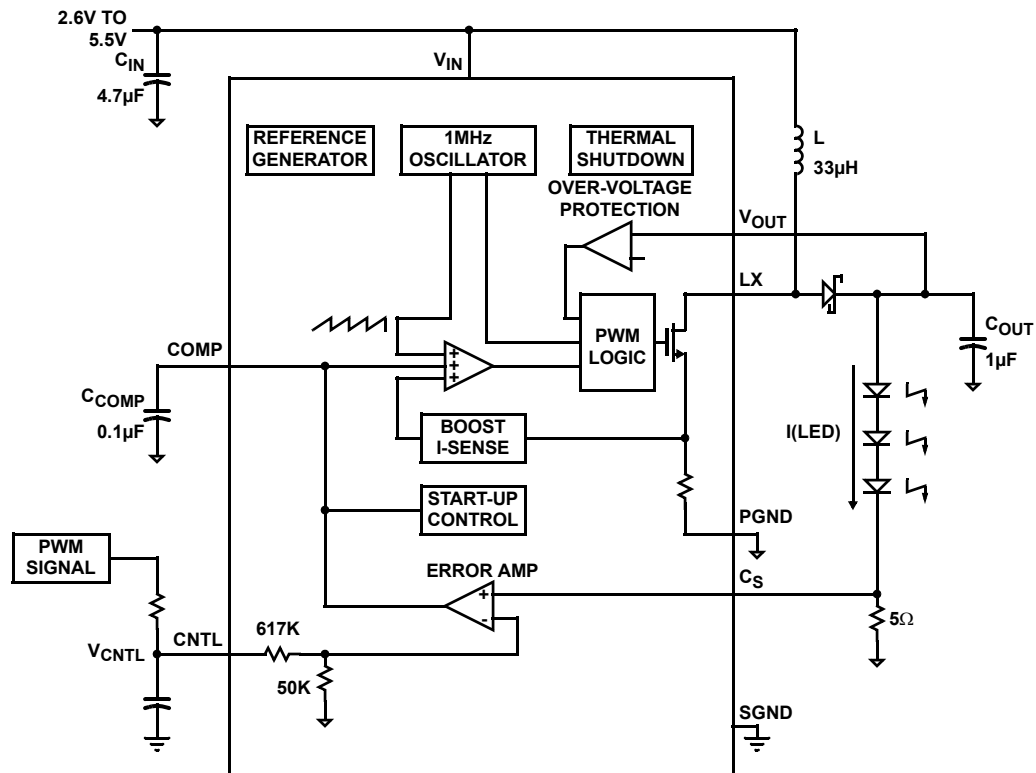 2.6V TO
5.5V
CIN
4.7µF
VIN
REFERENCE
GENERATOR
1MHz
OSCILLATOR
THERMAL
SHUTDOWN
L
33µH
OVER-VOLTAGE
PROTECTION
VOUT
LX
PWM
LOGIC
COUT
1µF
COMP
+
+
+
CCOMP
0.1µF
BOOST
I-SENSE
I(LED)
START-UP
CONTROL
PGND
PWM
SIGNAL
ERROR AMP
CS
+
-
5Ω
CNTL
617K
VCNTL
50K
SGND